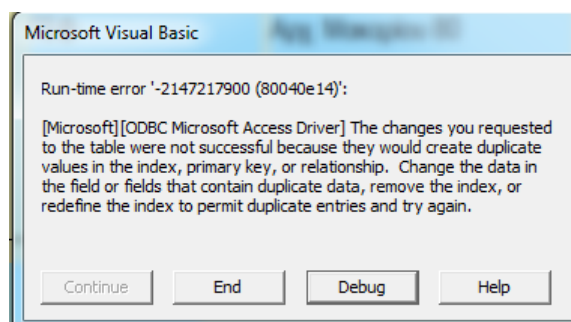 Microsoft Visual Basic
Run-time error '-2147217900 (80040e14)':
[Microsoft][ODBC Microsoft Access Driver] The changes you requested
to the table were not successful because they would create duplicate
values in the index, primary key, or relationship.  Change the data in
the field or fields that contain duplicate data, remove the index, or
redefine the index to permit duplicate entries and try again.
Continue
End
Debug
Help